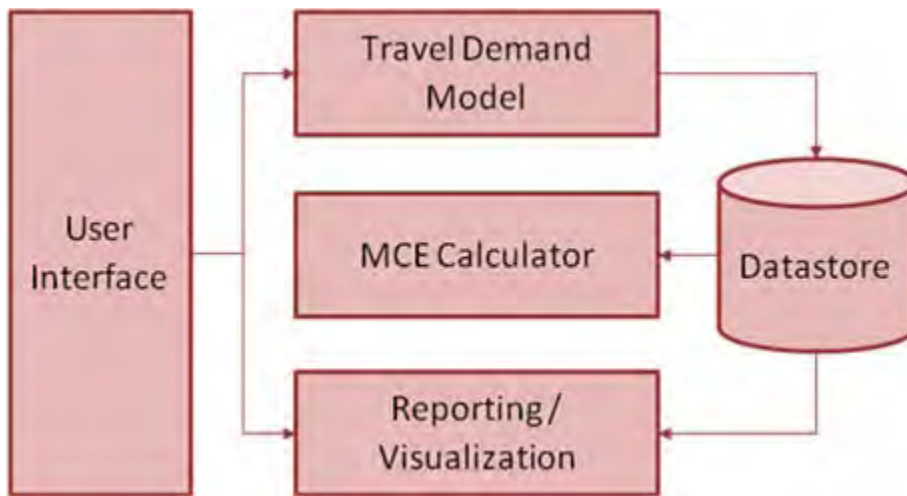 Travel Demand
Model
User
Interface
MCE Calculator
Datastore
Reporting /
Visualization